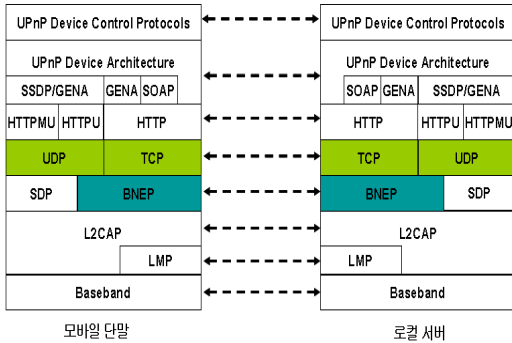 UPnP Device Control Protocols
UPnP Device Architecture
SSDP/GENA GENA SOAP
HTTPMU HTTPU HTTP
UDP TCP
SDP BNEP
L2CAP
LMP
Baseband
모바일 단말
UPnP Device Control Protocols
UPnP Device Architecture
SOAP GENA SSDP/GENA
HTTP HTTPU HTTPMU
TCP UDP
BNEP SDP
L2CAP
LMP
Baseband
로컬 서버